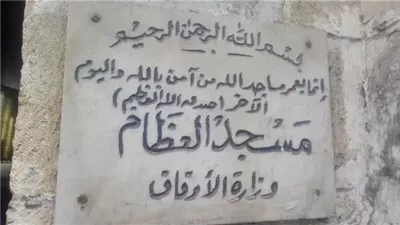 بسم الله الرحمن الرحيم
إنما يعمر مساجد الله من آمن بالله واليوم
الآخر (صدق الله العظيم)
مسجد العظام
وزارة الأوقاف